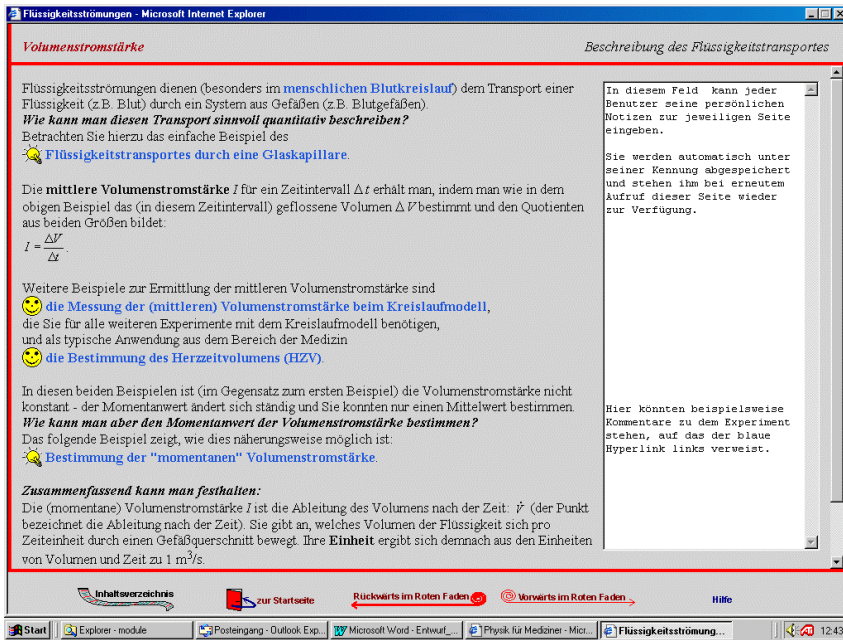 Flüssigkeitsströmungen - Microsoft Internet Explorer
Volumenstromstärke
Beschreibung des Flüssigkeitstransportes
Flüssigkeitsströmungen dienen (besonders im menschlichen Blutkreislauf) dem Transport einer
Flüssigkeit (z.B. Blut) durch ein System aus Gefäßen (z.B. Blutgefäßen).
Wie kann man diesen Transport sinnvoll quantitativ beschreiben?
Betrachten Sie hierzu das einfache Beispiel des
Flüssigkeitstransportes durch eine Glaskapillare.
Die mittlere Volumenstromstärke I für ein Zeitintervall Δt erhält man, indem man wie in dem
obigen Beispiel das (in diesem Zeitintervall) geflossene Volumen ΔV bestimmt und den Quotienten
aus beiden Größen bildet:
I = ΔV/Δt .
Weitere Beispiele zur Ermittlung der mittleren Volumenstromstärke sind
die Messung der (mittleren) Volumenstromstärke beim Kreislaufmodell,
die Sie für alle weiteren Experimente mit dem Kreislaufmodell benötigen,
und als typische Anwendung aus dem Bereich der Medizin
die Bestimmung des Herzzeitvolumens (HZV).
In diesen beiden Beispielen ist (im Gegensatz zum ersten Beispiel) die Volumenstromstärke nicht
konstant - der Momentanwert ändert sich ständig und Sie konnten nur einen Mittelwert bestimmen.
Wie kann man aber den Momentanwert der Volumenstromstärke bestimmen?
Das folgende Beispiel zeigt, wie dies näherungsweise möglich ist:
Bestimmung der "momentanen" Volumenstromstärke.
Zusammenfassend kann man festhalten:
Die (momentane) Volumenstromstärke I ist die Ableitung des Volumens nach der Zeit: V̇ (der Punkt
bezeichnet die Ableitung nach der Zeit). Sie gibt an, welches Volumen der Flüssigkeit sich pro
Zeiteinheit durch einen Gefäßquerschnitt bewegt. Ihre Einheit ergibt sich demnach aus den Einheiten
von Volumen und Zeit zu 1 m³/s.
In diesem Feld kann jeder
Benutzer seine persönlichen
Notizen zur jeweiligen Seite
eingeben.
Sie werden automatisch unter
seiner Kennung abgespeichert
und stehen ihm bei erneutem
Aufruf dieser Seite wieder
zur Verfügung.
Hier könnten beispielsweise
Kommentare zu dem Experiment
stehen, auf das der blaue
Hyperlink links verweist.
Inhaltsverzeichnis
zur Startseite
Rückwärts im Roten Faden
Vorwärts im Roten Faden
Hilfe
Start
Explorer - module
Posteingang - Outlook Exp...
Microsoft Word - Entwurf_...
Physik für Mediziner - Micr...
Flüssigkeitsströmung...
12:43